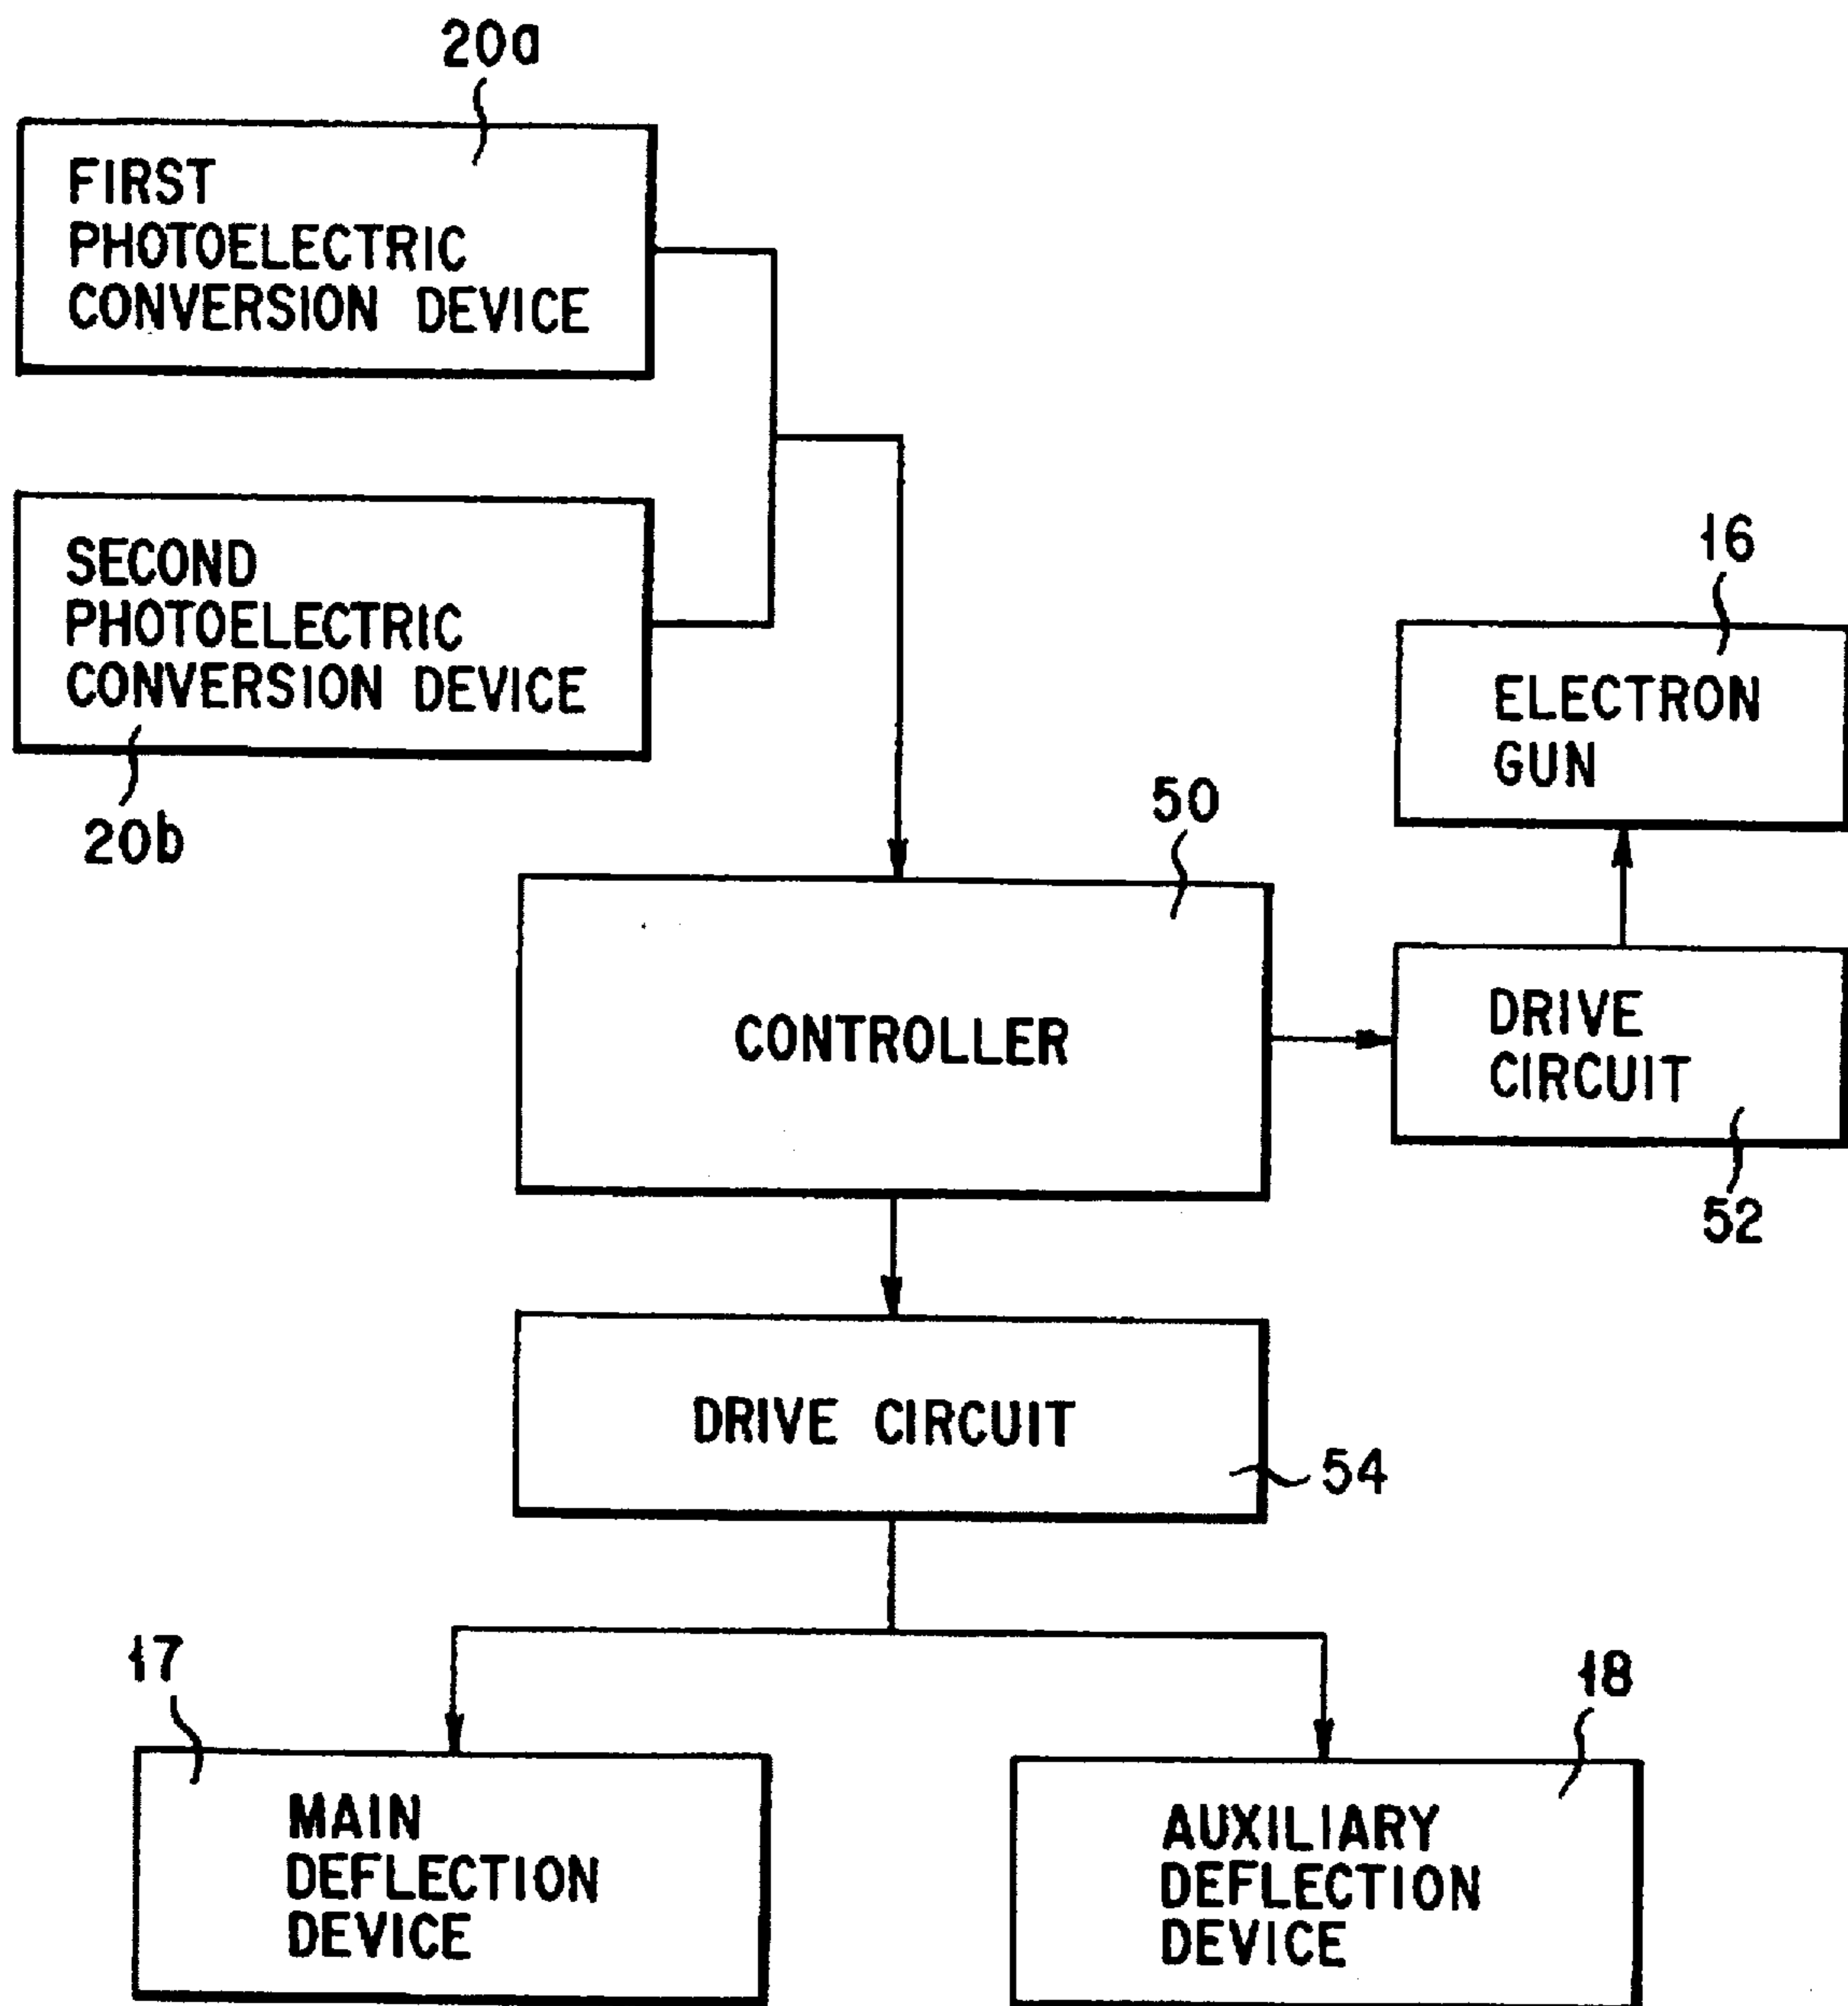 20a
FIRST
PHOTOELECTRIC
CONVERSION DEVICE
SECOND
PHOTOELECTRIC
CONVERSION DEVICE
20b
16
ELECTRON
GUN
50
CONTROLLER
DRIVE
CIRCUIT
52
DRIVE CIRCUIT
54
17
MAIN
DEFLECTION
DEVICE
18
AUXILIARY
DEFLECTION
DEVICE